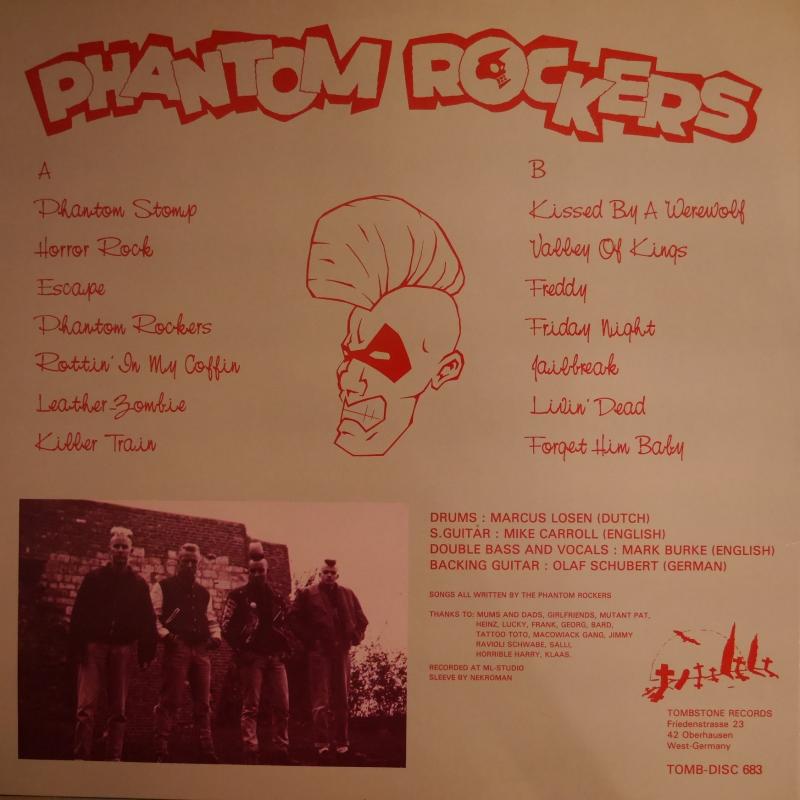 PHANTOM ROCKERS
A
Phantom Stomp
Horror Rock
Escape
Phantom Rockers
Rottin' In My Coffin
Leather-Zombie
Killer Train
B
Kissed By A Werewolf
Valley Of Kings
Freddy
Friday Night
Jailbreak
Livin' Dead
Forget Him Baby
DRUMS : MARCUS LOSEN (DUTCH)
S.GUITAR : MIKE CARROLL (ENGLISH)
DOUBLE BASS AND VOCALS : MARK BURKE (ENGLISH)
BACKING GUITAR : OLAF SCHUBERT (GERMAN)
SONGS ALL WRITTEN BY THE PHANTOM ROCKERS
THANKS TO: MUMS AND DADS, GIRLFRIENDS, MUTANT PAT,
HEINZ, LUCKY, FRANK, GEORG, BARD,
TATTOO TOTO, MACOWIACK GANG, JIMMY
RAVIOLI SCHWABE, SALLI,
HORRIBLE HARRY, KLAAS.
RECORDED AT ML-STUDIO
SLEEVE BY NEKROMAN
TOMBSTONE RECORDS
Friedenstrasse 23
42 Oberhausen
West-Germany
TOMB-DISC 683